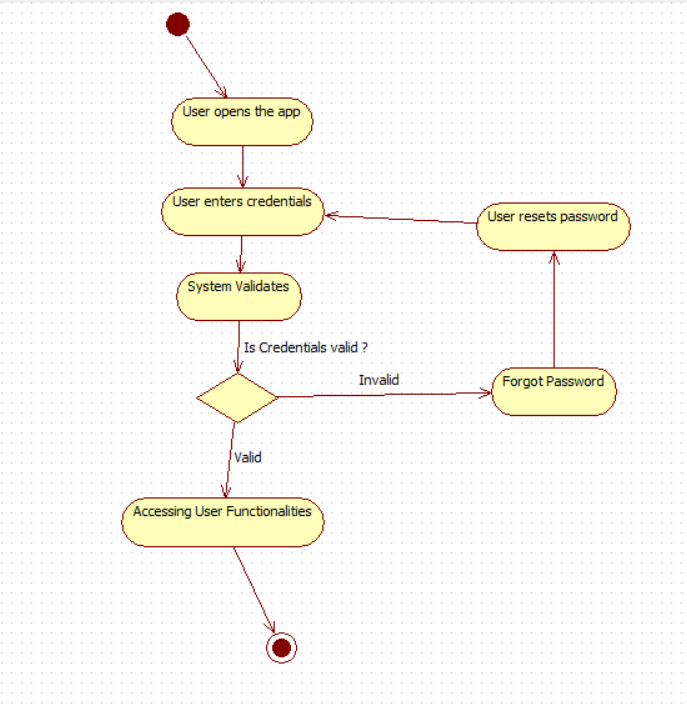 User opens the app
User enters credentials
User resets password
System Validates
Is Credentials valid ?
Invalid
Forgot Password
Valid
Accessing User Functionalities